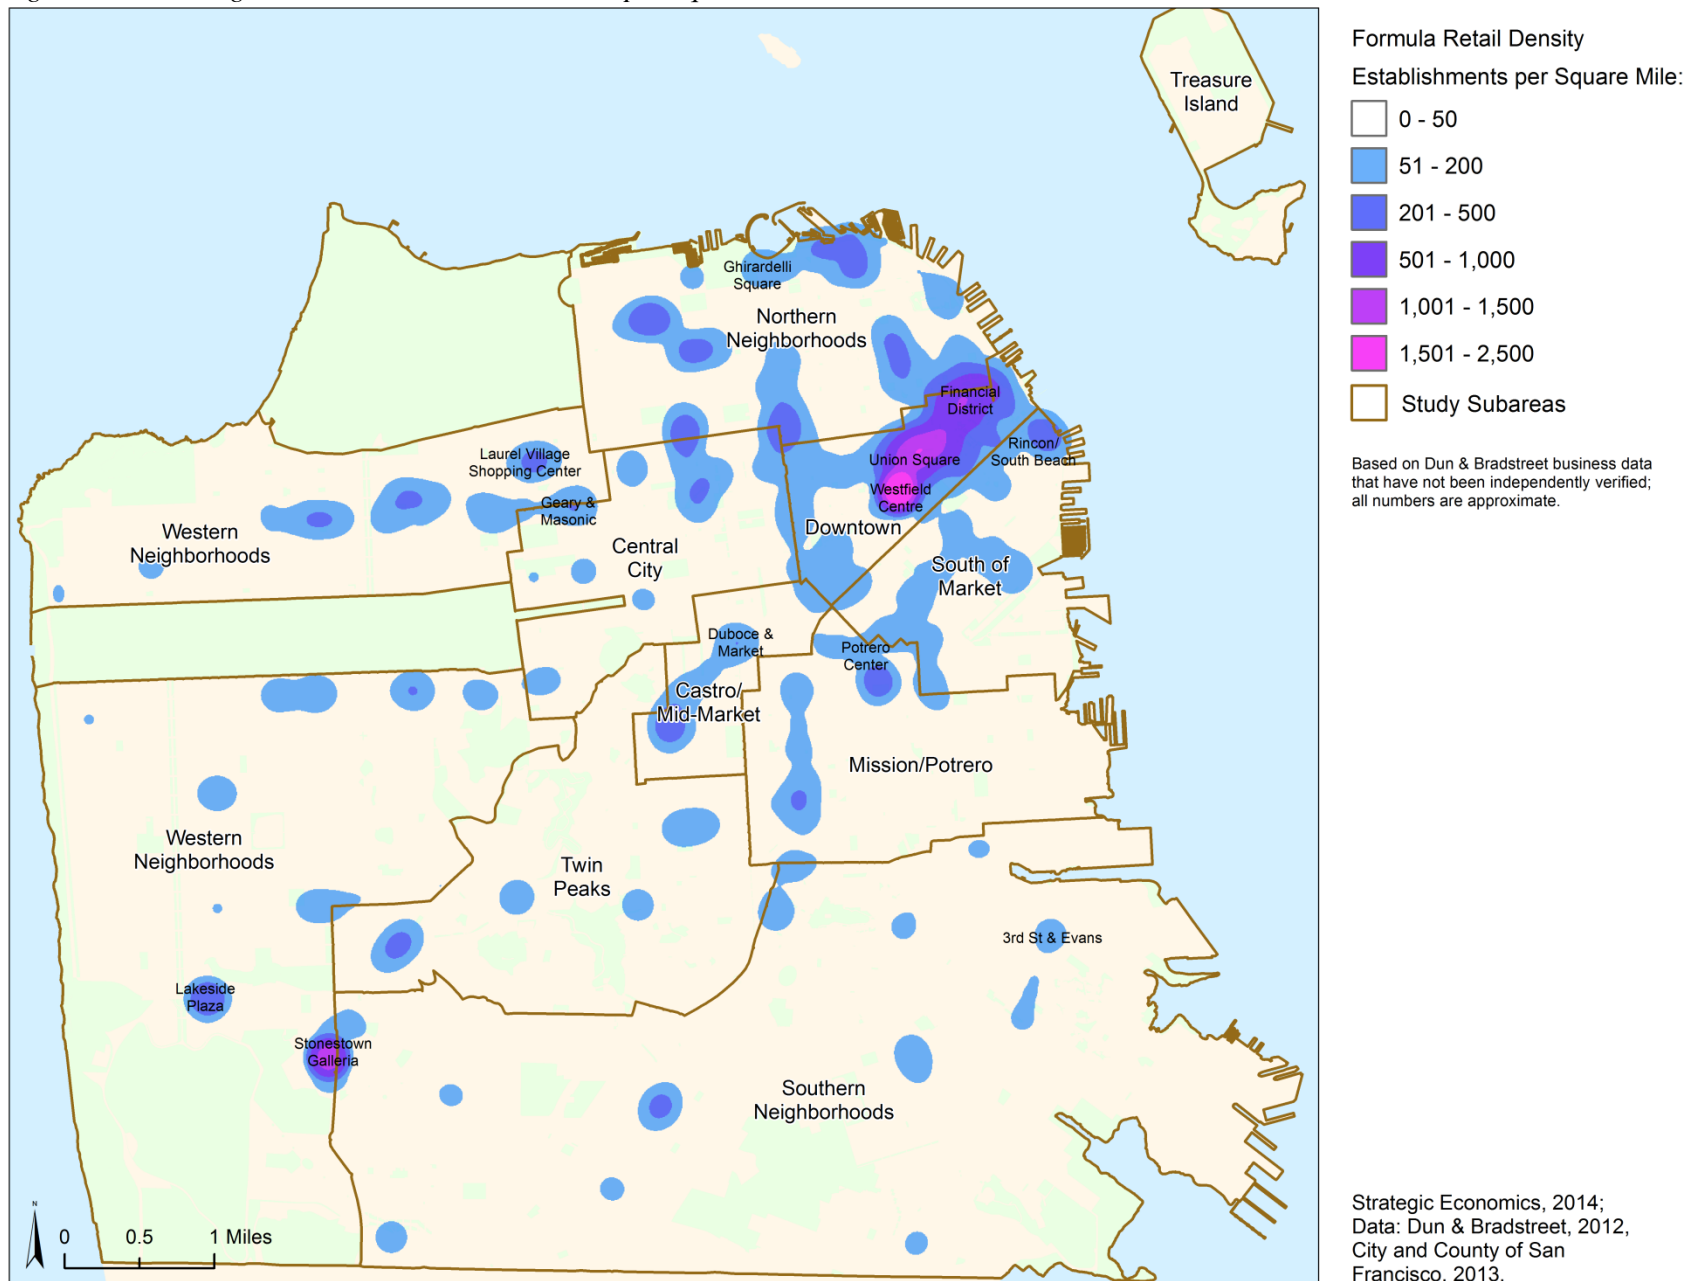 Formula Retail Density
Establishments per Square Mile:
0 - 50
51 - 200
201 - 500
501 - 1,000
1,001 - 1,500
1,501 - 2,500
Study Subareas
Based on Dun & Bradstreet business data
that have not been independently verified;
all numbers are approximate.
Treasure
Island
Ghirardelli
Square
Northern
Neighborhoods
Financial
District
Laurel Village
Shopping Center
Union Square
Rincon/
South Beach
Geary &
Masonic
Westfield
Centre
Western
Neighborhoods
Downtown
Central
City
South of
Market
Duboce &
Market
Potrero
Center
Castro/
Mid-Market
Mission/Potrero
Western
Neighborhoods
Twin
Peaks
3rd St & Evans
Lakeside
Plaza
Stonestown
Galleria
Southern
Neighborhoods
N
0 0.5 1 Miles
Strategic Economics, 2014;
Data: Dun & Bradstreet, 2012,
City and County of San
Francisco, 2013.